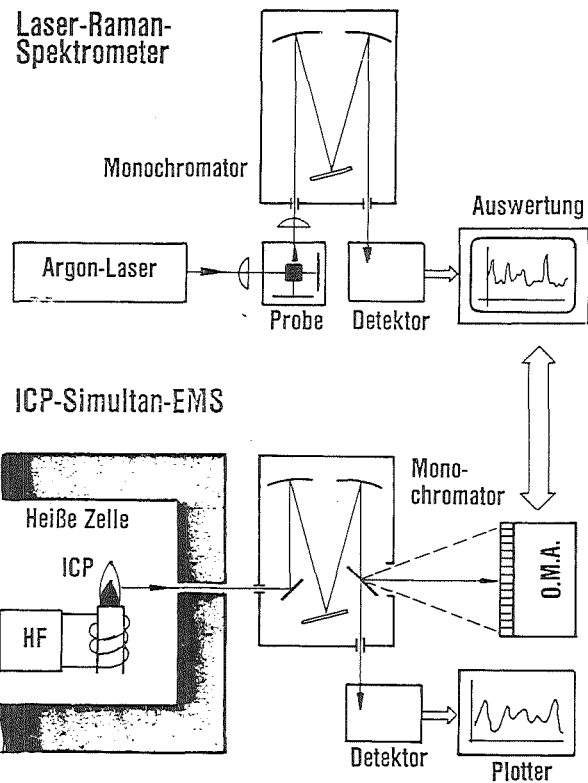 Laser-Raman-
Spektrometer
Monochromator
Auswertung
Argon-Laser
Probe
Detektor
ICP-Simultan-EMS
Mono-
chromator
Heiße Zelle
ICP
HF
O.M.A.
Detektor
Plotter